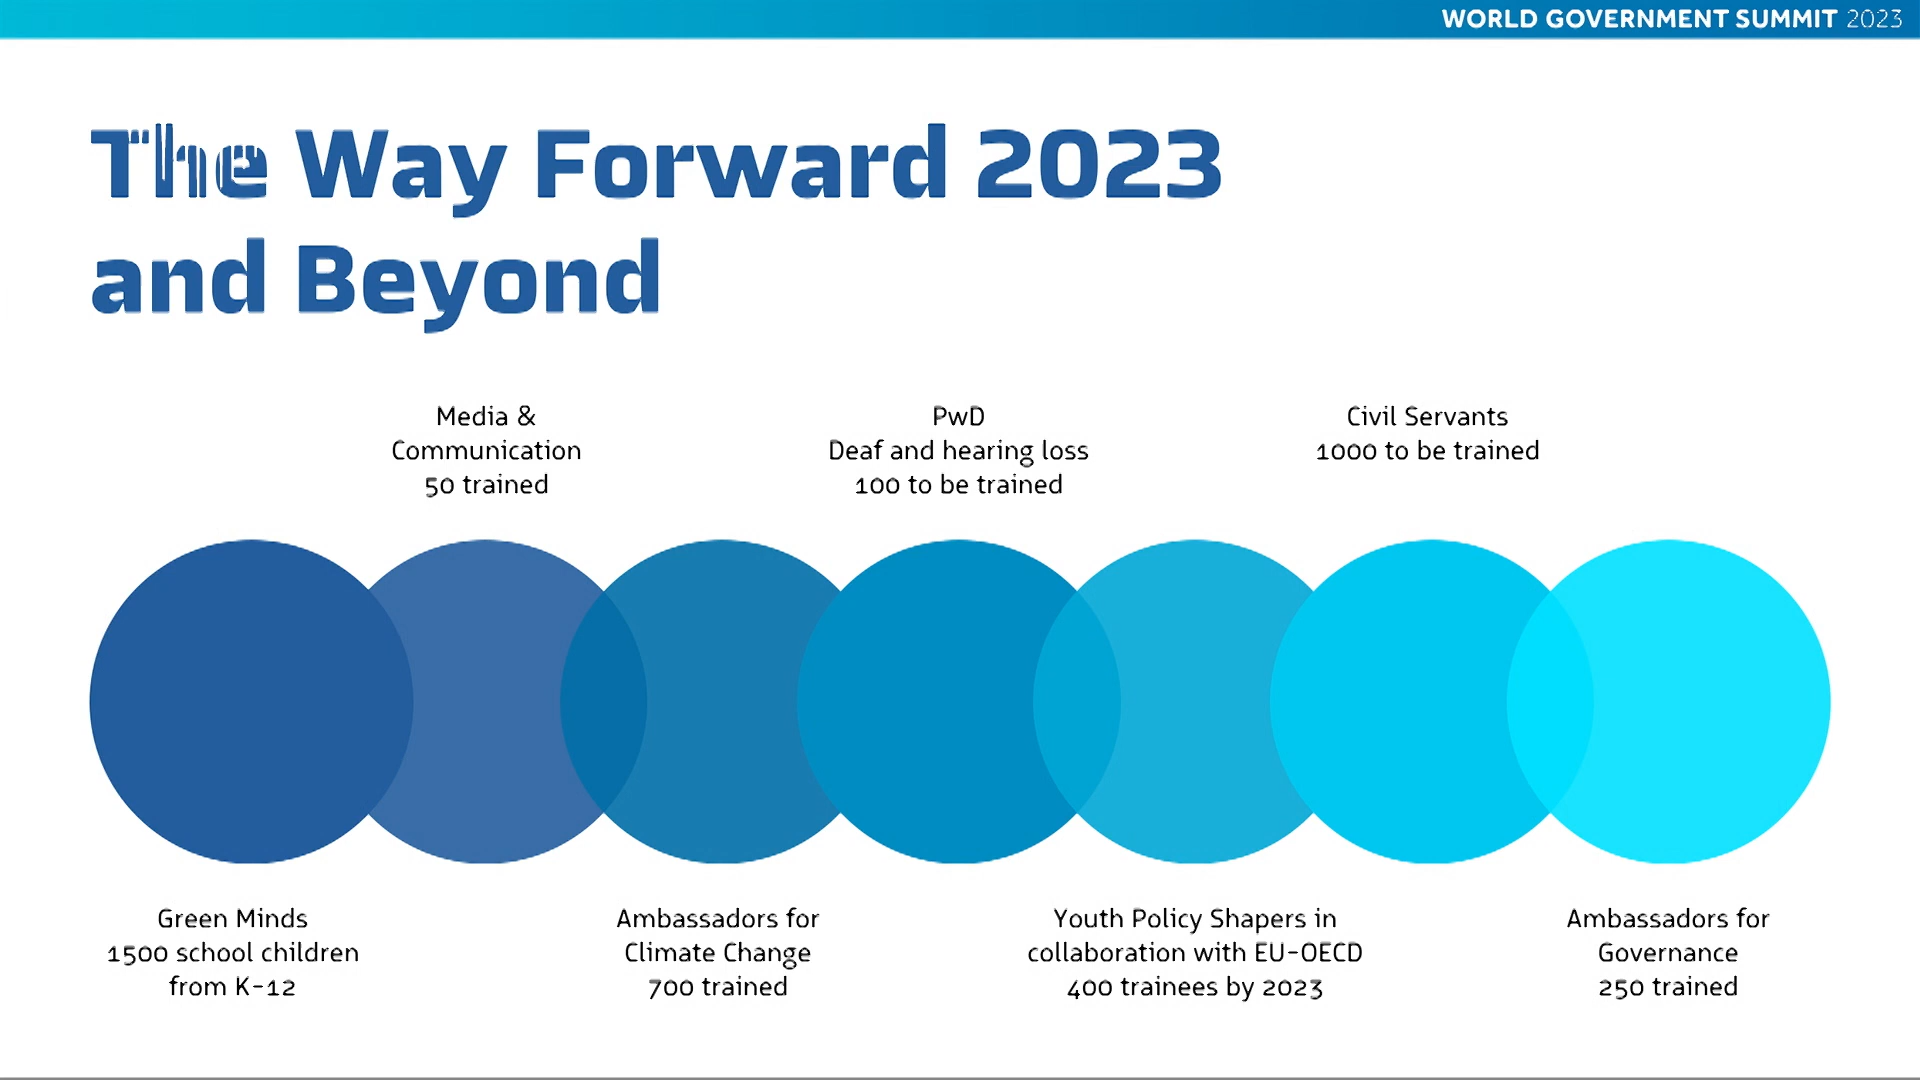 WORLD GOVERNMENT SUMMIT 2023
The Way Forward 2023
and Beyond
Media &
Communication
50 trained
PwD
Deaf and hearing loss
100 to be trained
Civil Servants
1000 to be trained
Green Minds
1500 school children
from K-12
Ambassadors for
Climate Change
700 trained
Youth Policy Shapers in
collaboration with EU-OECD
400 trainees by 2023
Ambassadors for
Governance
250 trained